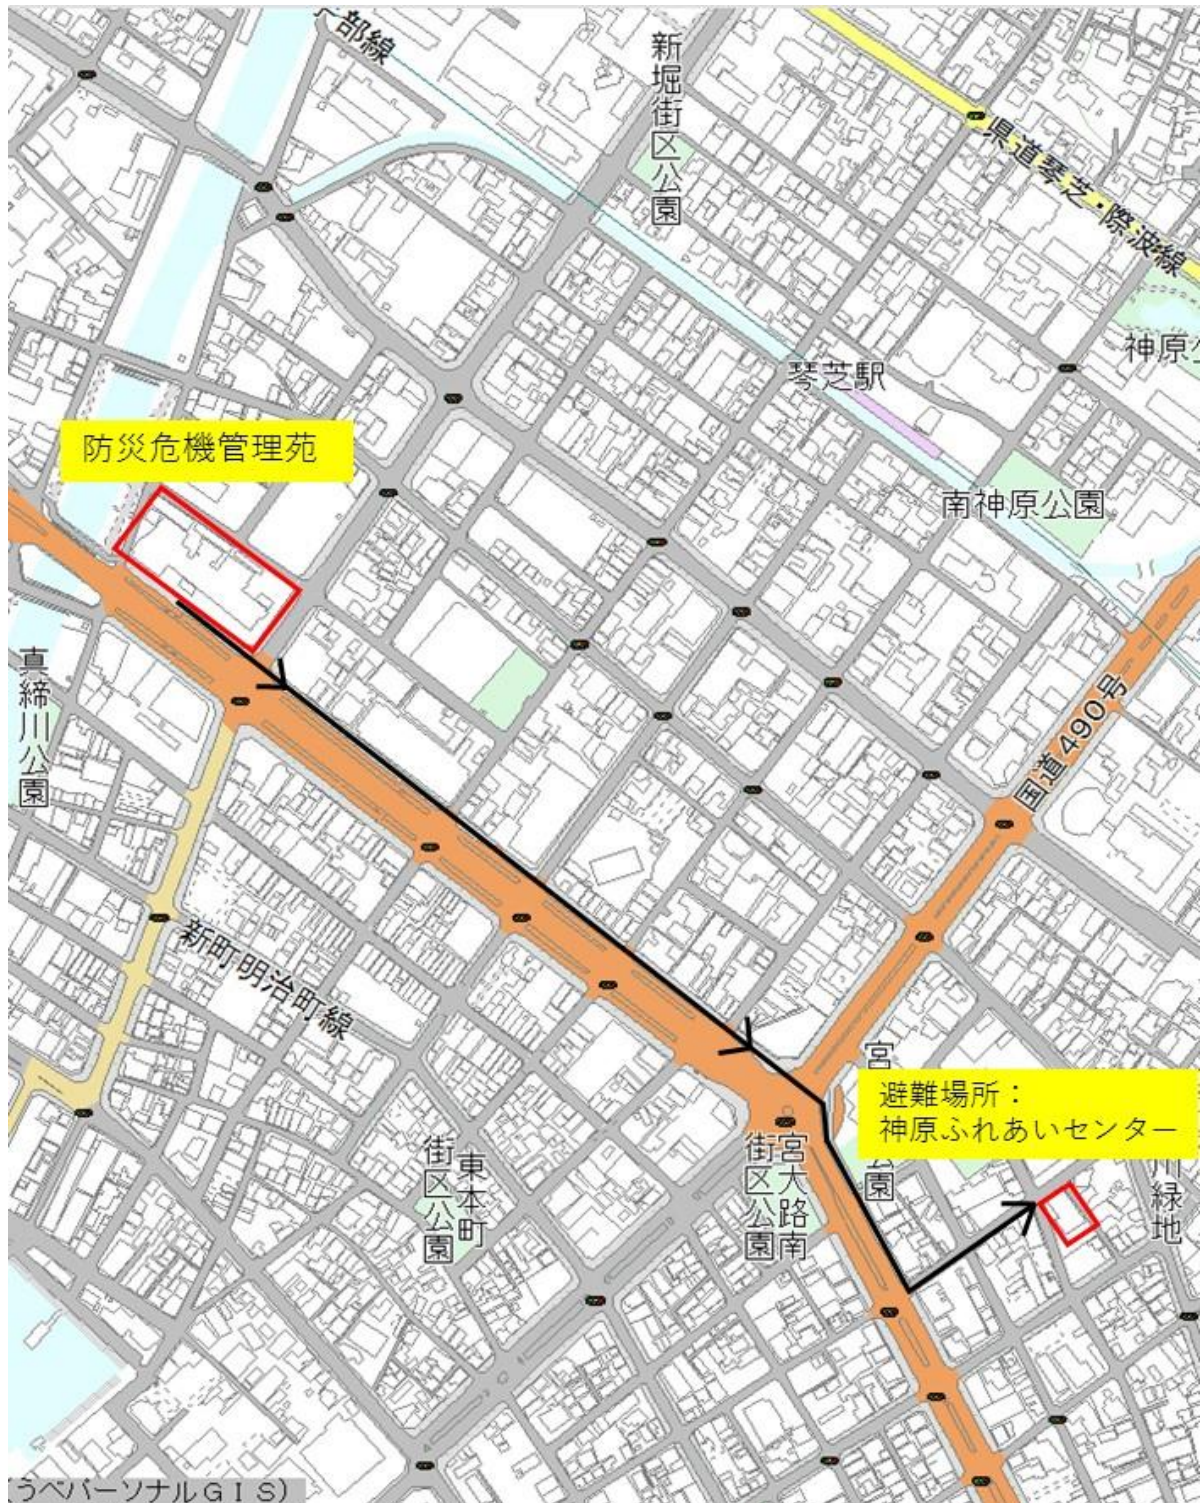 部線
新堀街区公園
県道琴芝・際波線
神原公
琴芝駅
防災危機管理苑
南神原公園
真締川公園
国道490号
新町明治町線
宮
公園
避難場所：
神原ふれあいセンター
川緑地
東本町
街区公園
宮大路南
街区公園
うべパーソナルＧＩＳ）